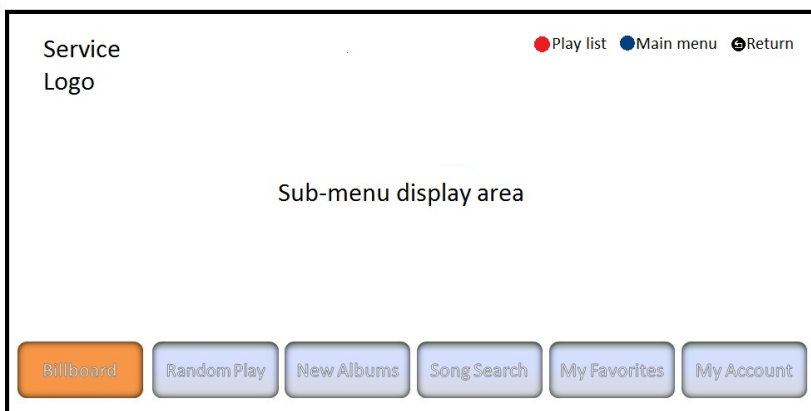 Service
Logo
Play list Main menu Return
Sub-menu display area
Billboard Random Play New Albums Song Search My Favorites My Account